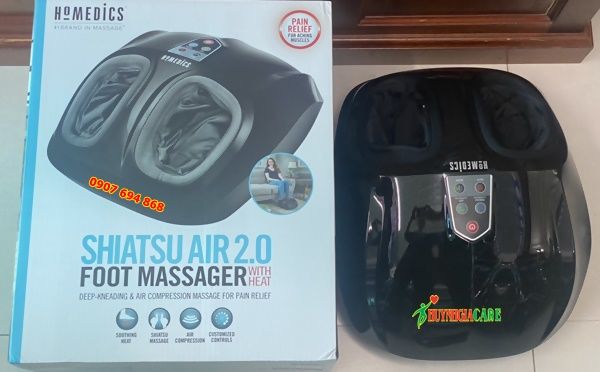 HOMEDICS
#1 BRAND IN MASSAGE
PAIN
RELIEF
FOR ACHING
MUSCLES
HOMEDICS
0907 694 868
SHIATSU AIR 2.0
FOOT MASSAGER WITH HEAT
DEEP-KNEADING & AIR COMPRESSION MASSAGE FOR PAIN RELIEF
SOOTHING HEAT
SHIATSU MASSAGE
AIR COMPRESSION
CUSTOMIZED CONTROLS
HOMEDICS
HUYNHGIACARE